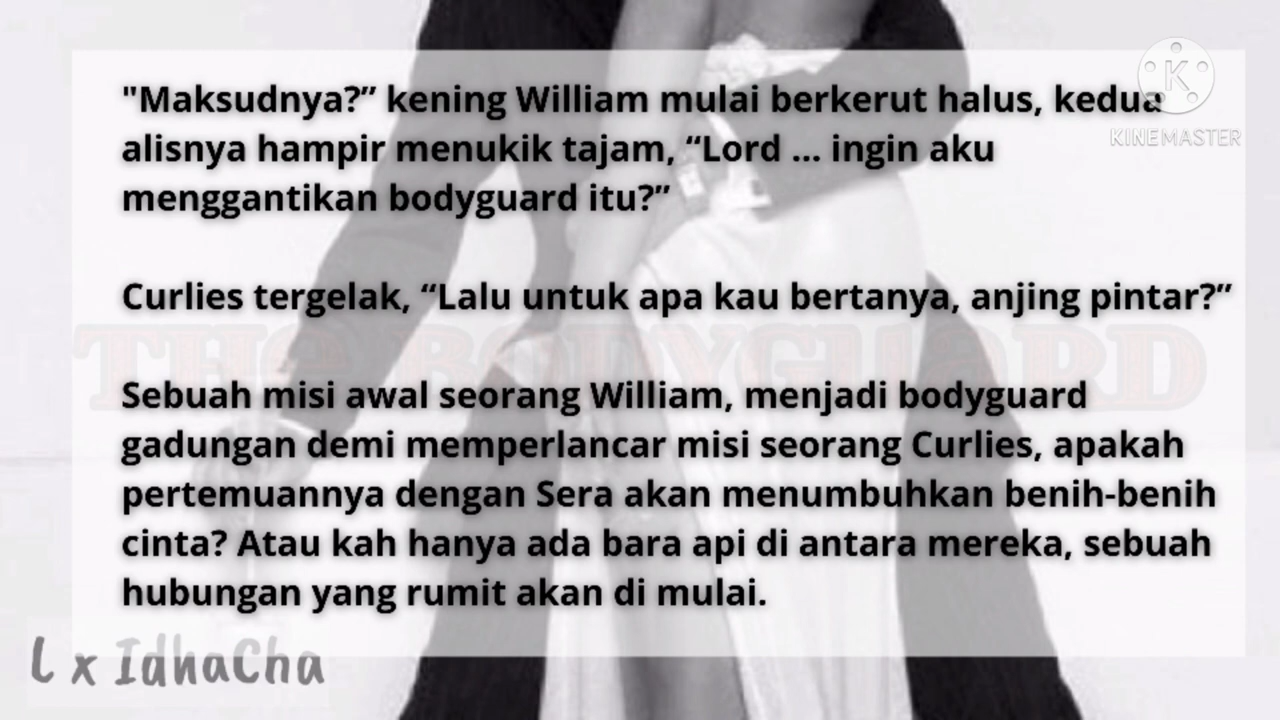 "Maksudnya?” kening William mulai berkerut halus, kedua
alisnya hampir menukik tajam, “Lord ... ingin aku
menggantikan bodyguard itu?”
Curlies tergelak, “Lalu untuk apa kau bertanya, anjing pintar?”
THE BODYGUARD
Sebuah misi awal seorang William, menjadi bodyguard
gadungan demi memperlancar misi seorang Curlies, apakah
pertemuannya dengan Sera akan menumbuhkan benih-benih
cinta? Atau kah hanya ada bara api di antara mereka, sebuah
hubungan yang rumit akan di mulai.
L x IdhaCha
K
KINEMASTER